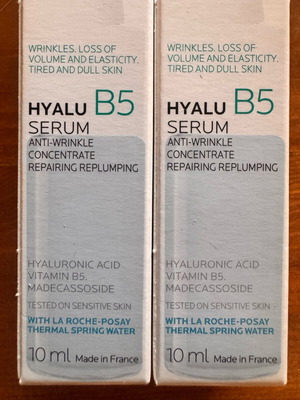 WRINKLES. LOSS OF
VOLUME AND ELASTICITY.
TIRED AND DULL SKIN
HYALU B5
SERUM
ANTI-WRINKLE
CONCENTRATE
REPAIRING REPLUMPING
HYALURONIC ACID
VITAMIN B5.
MADECASSOSIDE
TESTED ON SENSITIVE SKIN
WITH LA ROCHE-POSAY
THERMAL SPRING WATER
10 ml Made in France
WRINKLES. LOSS OF
VOLUME AND ELASTICITY.
TIRED AND DULL SKIN
HYALU B5
SERUM
ANTI-WRINKLE
CONCENTRATE
REPAIRING REPLUMPING
HYALURONIC ACID
VITAMIN B5.
MADECASSOSIDE
TESTED ON SENSITIVE SKIN
WITH LA ROCHE-POSAY
THERMAL SPRING WATER
10 ml Made in France